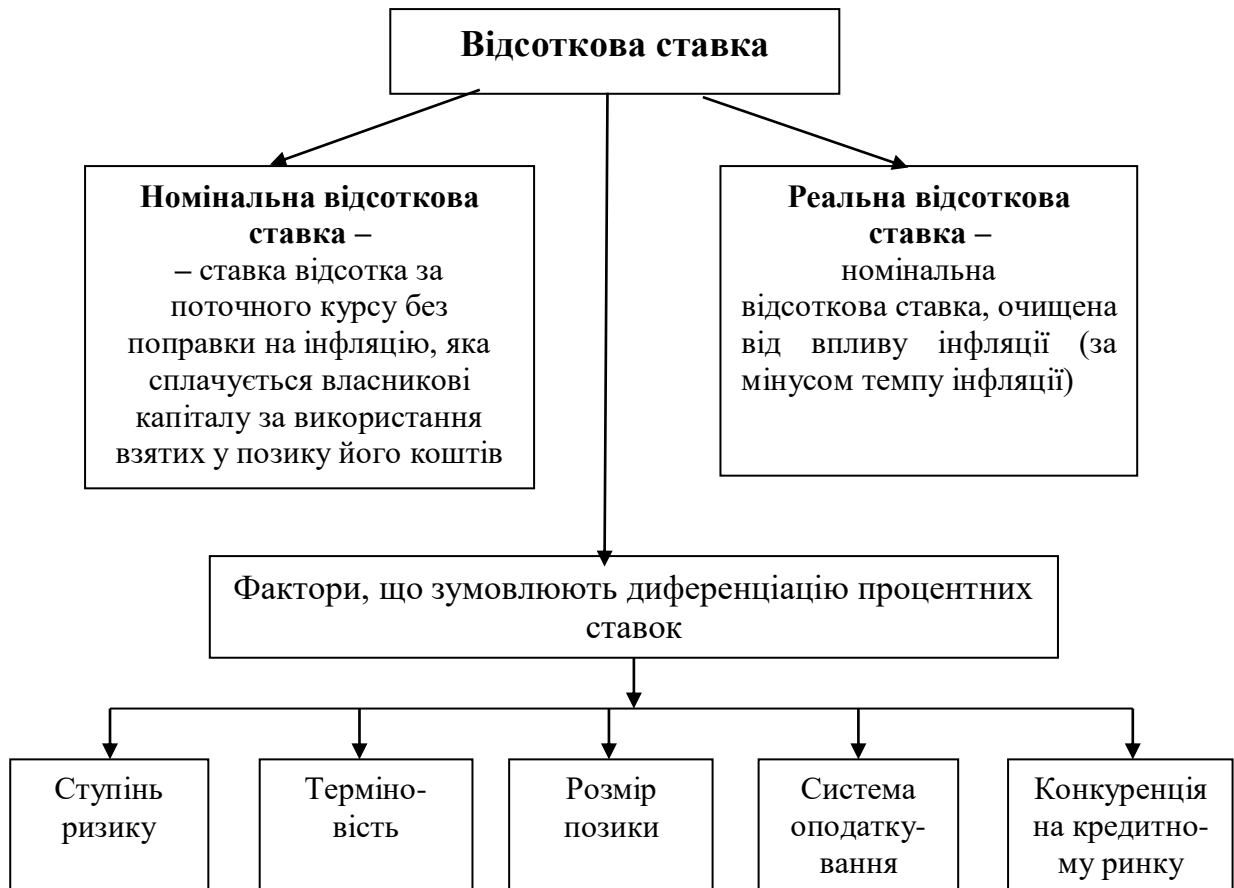 Відсоткова ставка
Номінальна відсоткова
ставка –
– ставка відсотка за
поточного курсу без
поправки на інфляцію, яка
сплачується власникові
капіталу за використання
взятих у позику його коштів
Реальна відсоткова
ставка –
номінальна
відсоткова ставка, очищена
від впливу інфляції (за
мінусом темпу інфляції)
Фактори, що зумовлюють диференціацію процентних
ставок
Ступінь
ризику
Терміно-
вість
Розмір
позики
Система
оподатку-
вання
Конкуренція
на кредитно-
му ринку